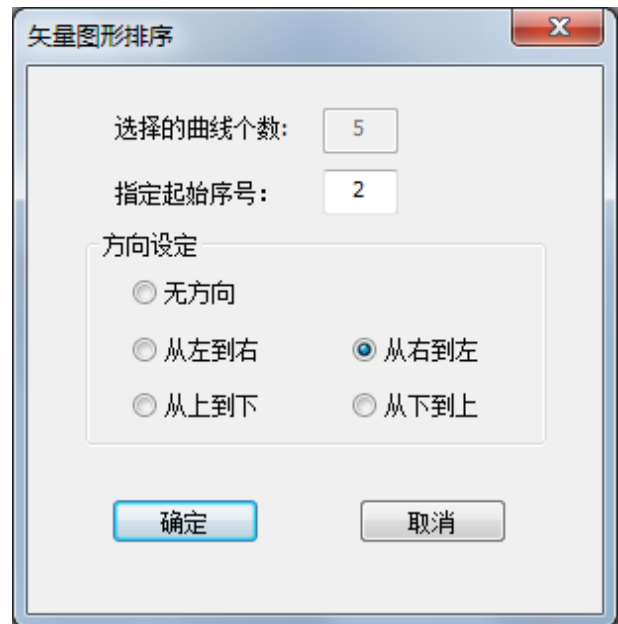 矢量图形排序
选择的曲线个数: 5
指定起始序号: 2
方向设定
无方向
从左到右 从右到左
从上到下 从下到上
确定 取消